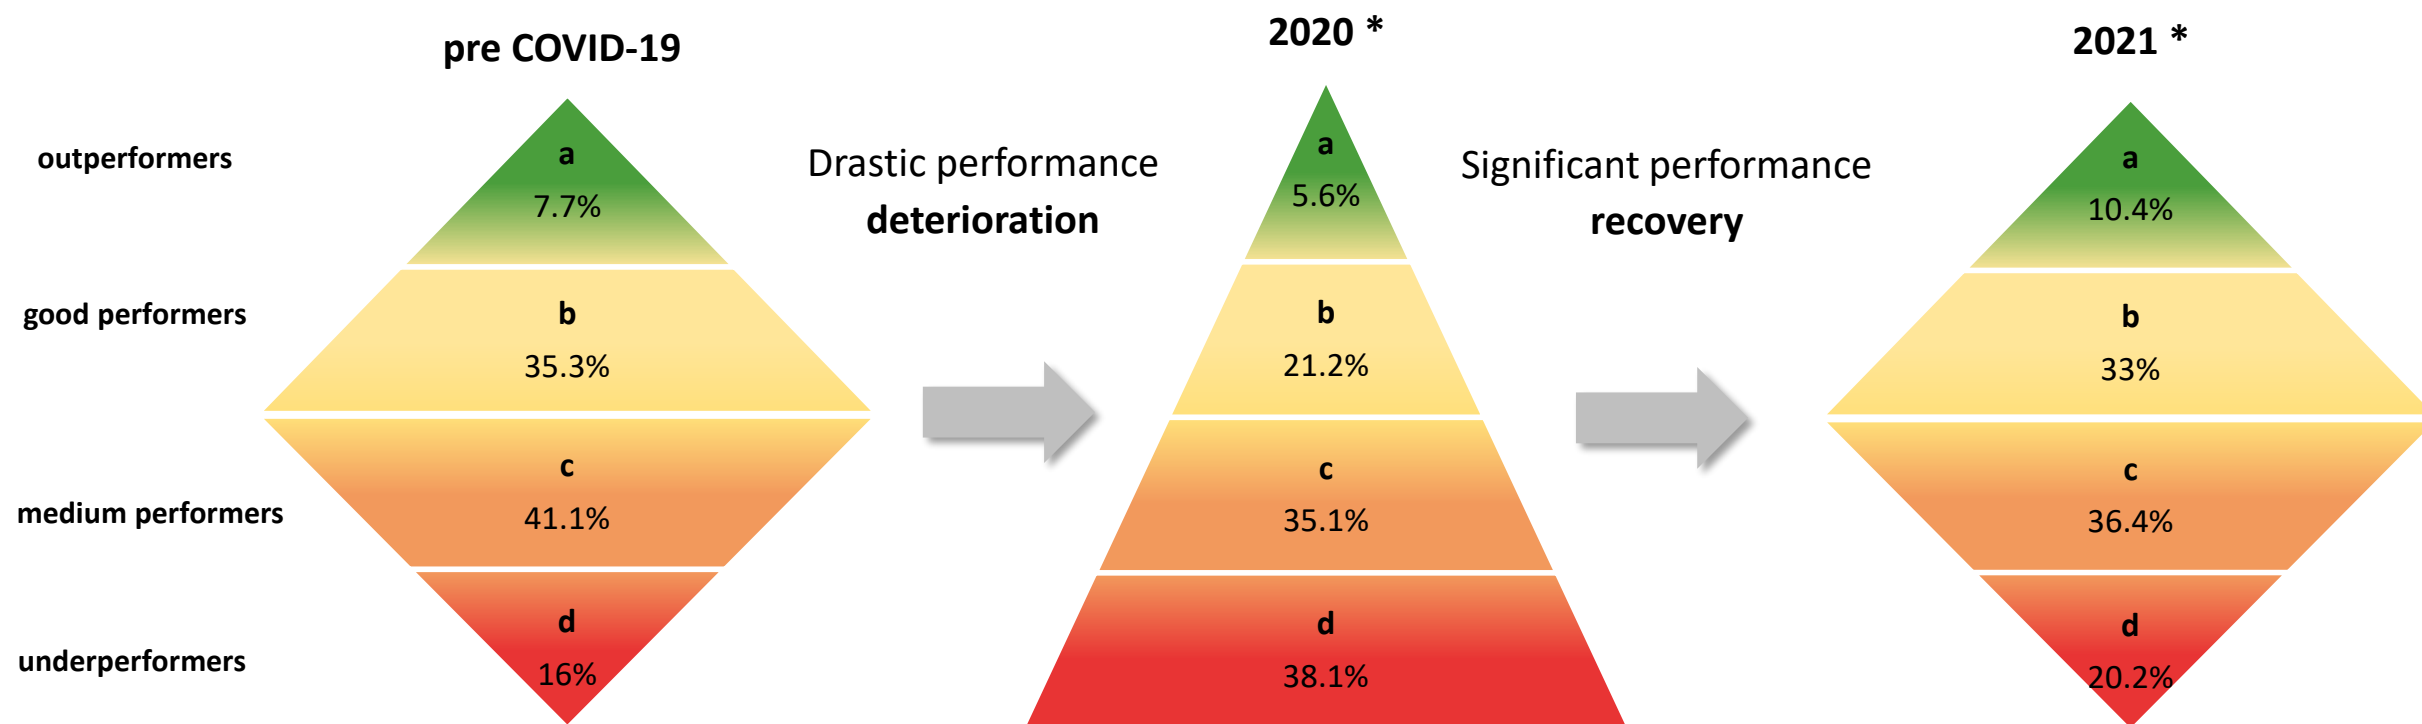 pre COVID-19
2020 *
2021 *
outperformers
good performers
medium performers
underperformers
a
7.7%
b
35.3%
c
41.1%
d
16%
Drastic performance
deterioration
a
5.6%
b
21.2%
c
35.1%
d
38.1%
Significant performance
recovery
a
10.4%
b
33%
c
36.4%
d
20.2%